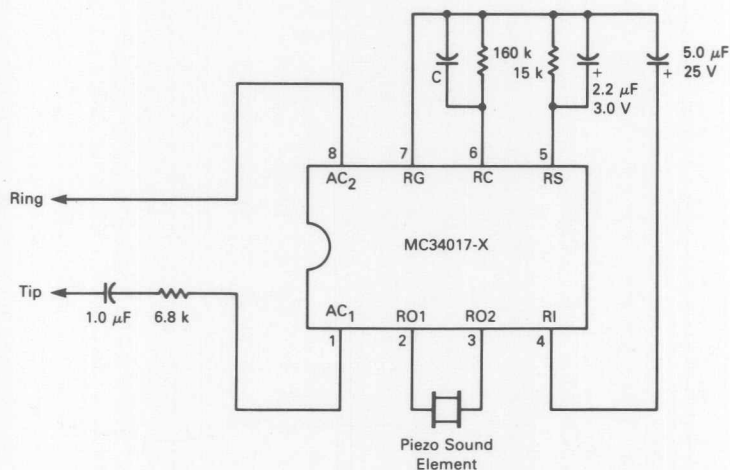 160 k
15 k
C
+
2.2 μF
3.0 V
+
5.0 μF
25 V
8
7
6
5
AC2
RG
RC
RS
Ring
MC34017-X
Tip
1.0 μF
6.8 k
AC1
RO1
RO2
RI
1
2
3
4
Piezo Sound
Element